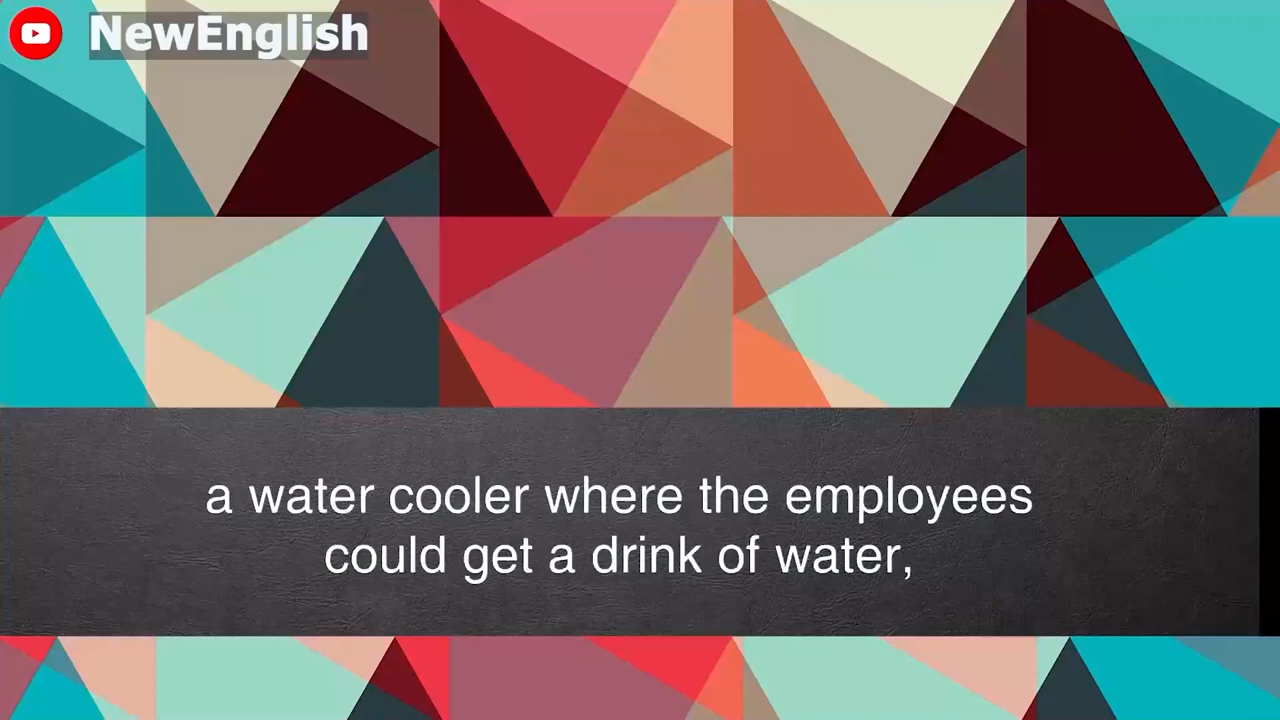 NewEnglish
a water cooler where the employees
could get a drink of water,